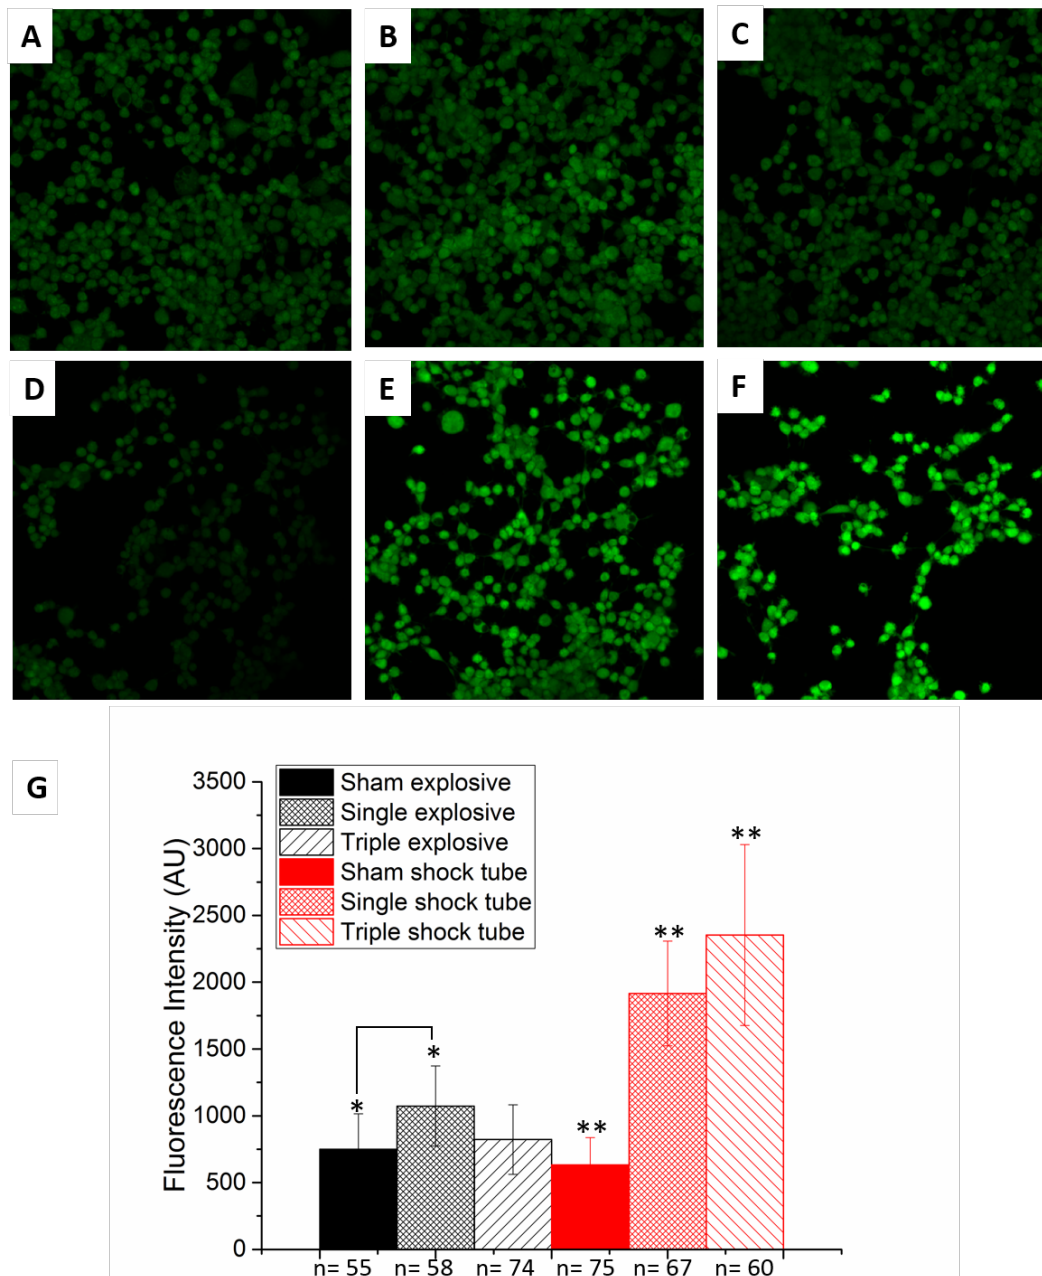 A
B
C
D
E
F
G
3500
3000
2500
2000
1500
1000
500
0
Fluorescence Intensity (AU)
Sham explosive
Single explosive
Triple explosive
Sham shock tube
Single shock tube
Triple shock tube
*
*
**
**
**
n= 55 n= 58 n= 74 n= 75 n= 67 n= 60